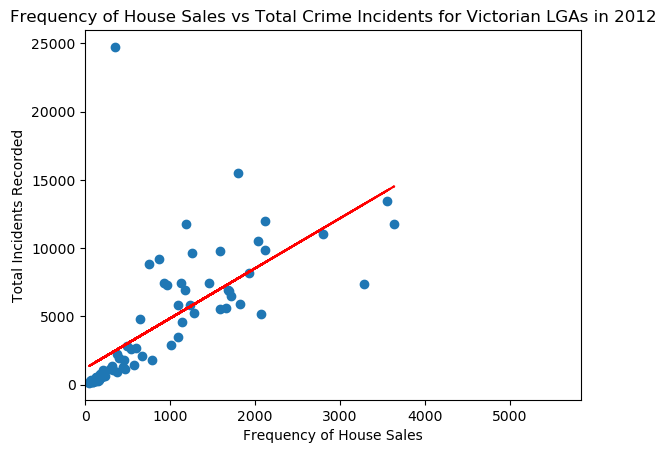 Frequency of House Sales vs Total Crime Incidents for Victorian LGAs in 2012
25000
20000
15000
10000
5000
0
Total Incidents Recorded
0 1000 2000 3000 4000 5000
Frequency of House Sales